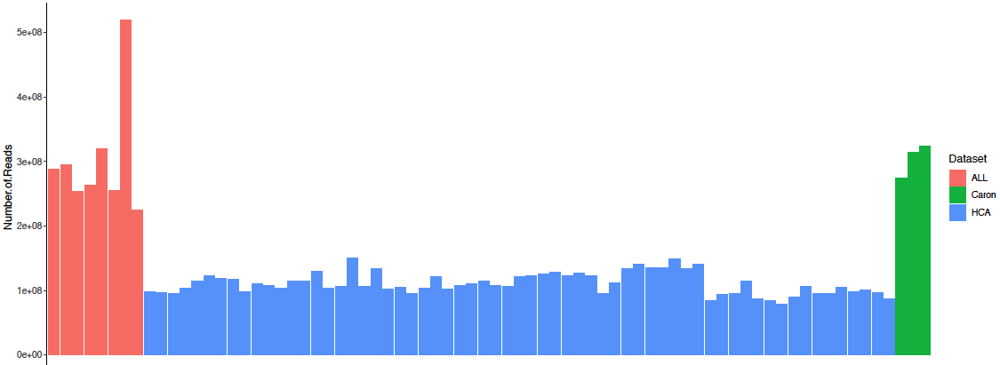 Number.of.Reads
5e+08
4e+08
3e+08
2e+08
1e+08
0e+00
Dataset
ALL
Caron
HCA